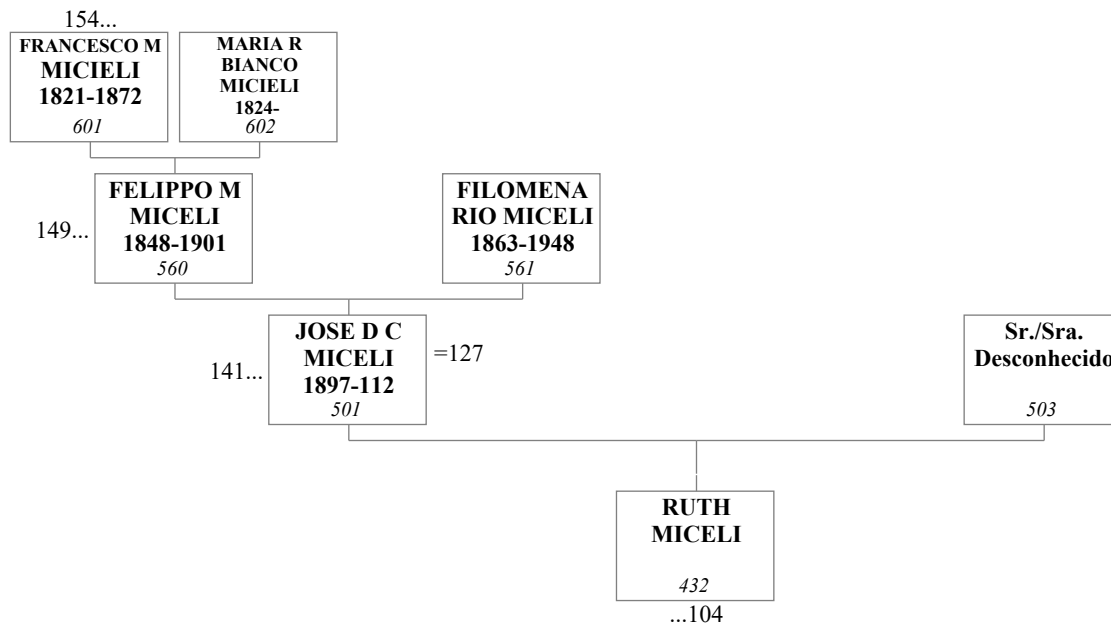 154...
FRANCESCO M
MICIELI
1821-1872
601
MARIA R
BIANCO
MICIELI
1824-
602
149...
FELIPPO M
MICELI
1848-1901
560
FILOMENA
RIO MICELI
1863-1948
561
141...
JOSE D C
MICELI
1897-112
501
=127
Sr./Sra.
Desconhecido
503
RUTH
MICELI
432
...104